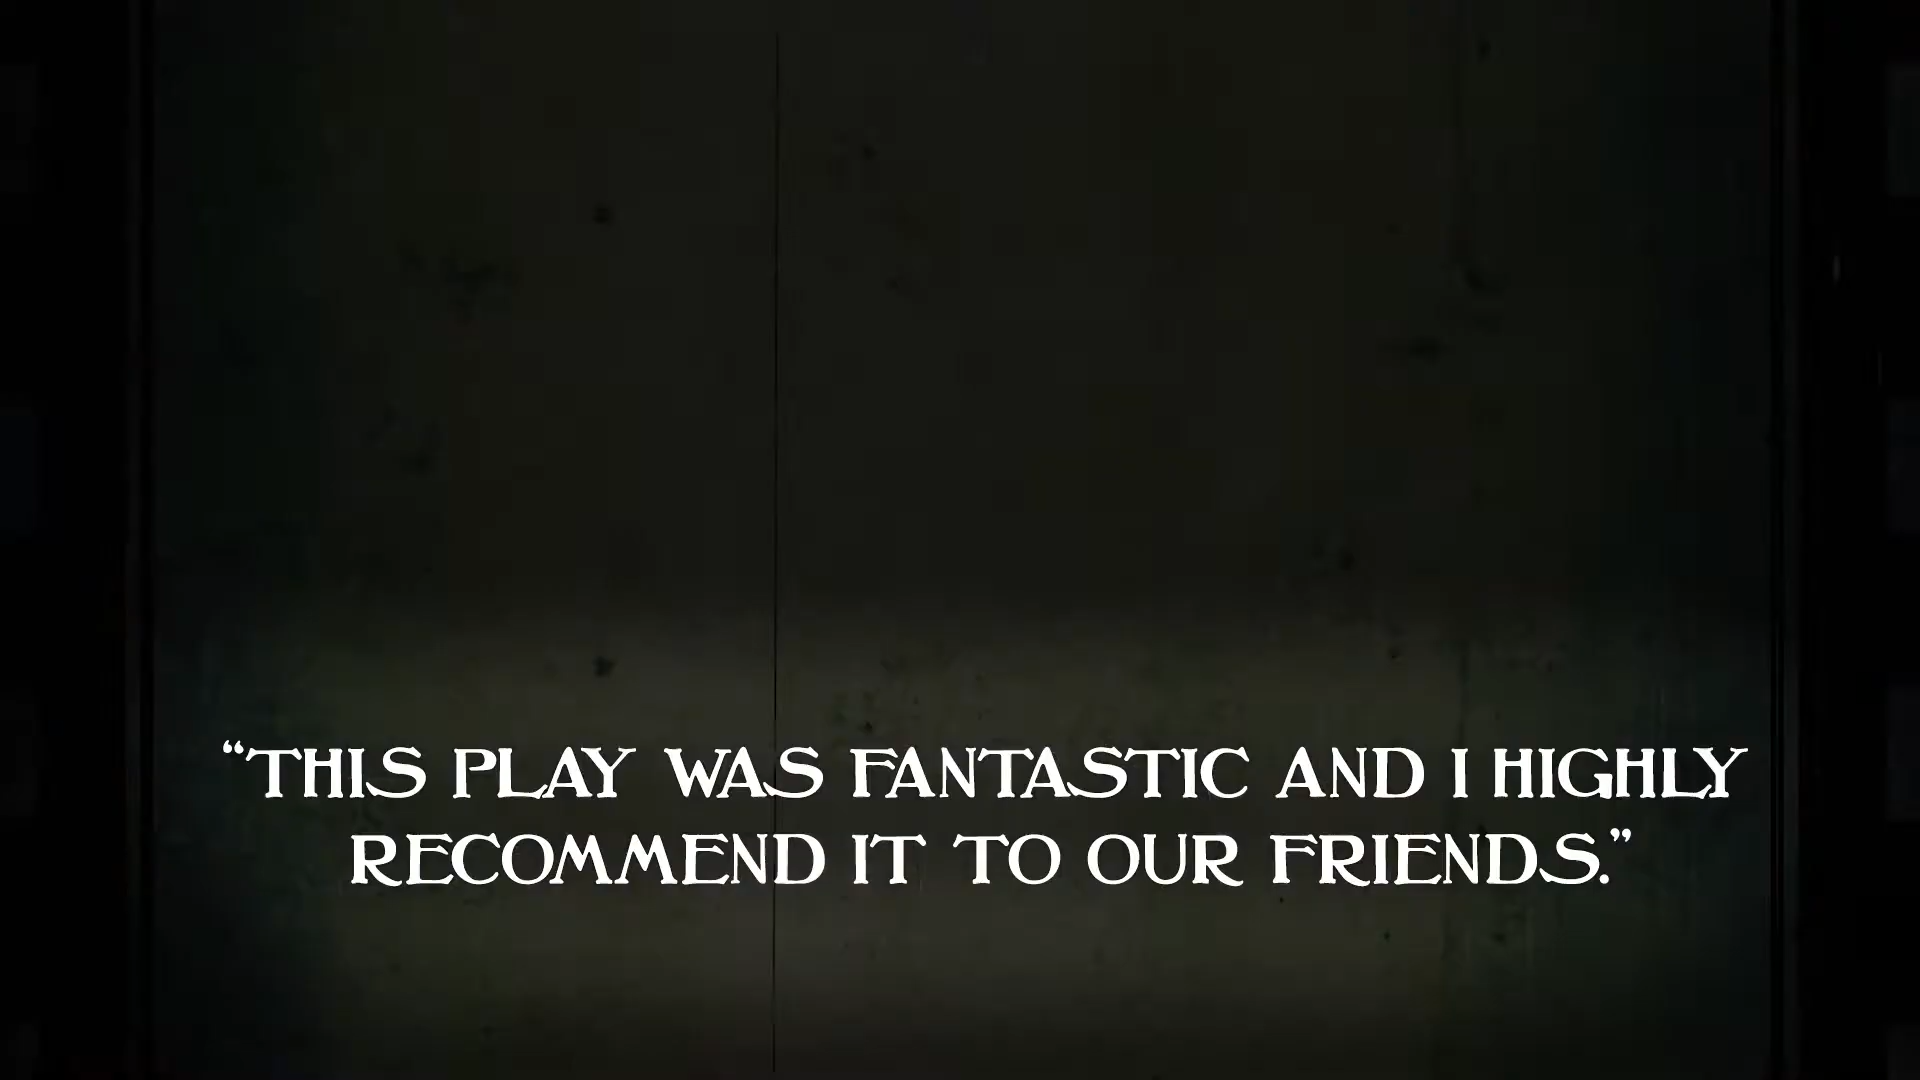 “THIS PLAY WAS FANTASTIC AND I HIGHLY
RECOMMEND IT TO OUR FRIENDS.”